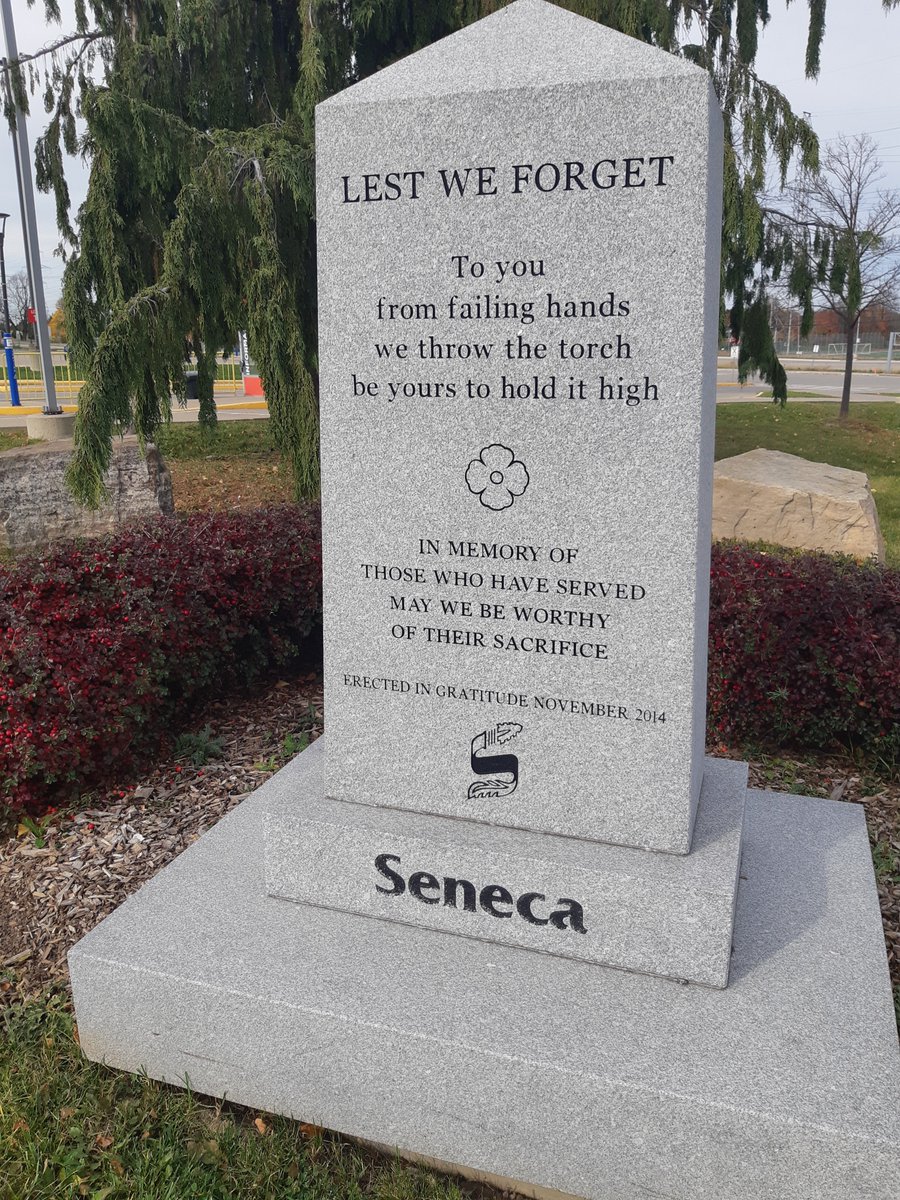 LEST WE FORGET
To you
from failing hands
we throw the torch
be yours to hold it high
IN MEMORY OF
THOSE WHO HAVE SERVED
MAY WE BE WORTHY
OF THEIR SACRIFICE
ERECTED IN GRATITUDE NOVEMBER 2014
Seneca